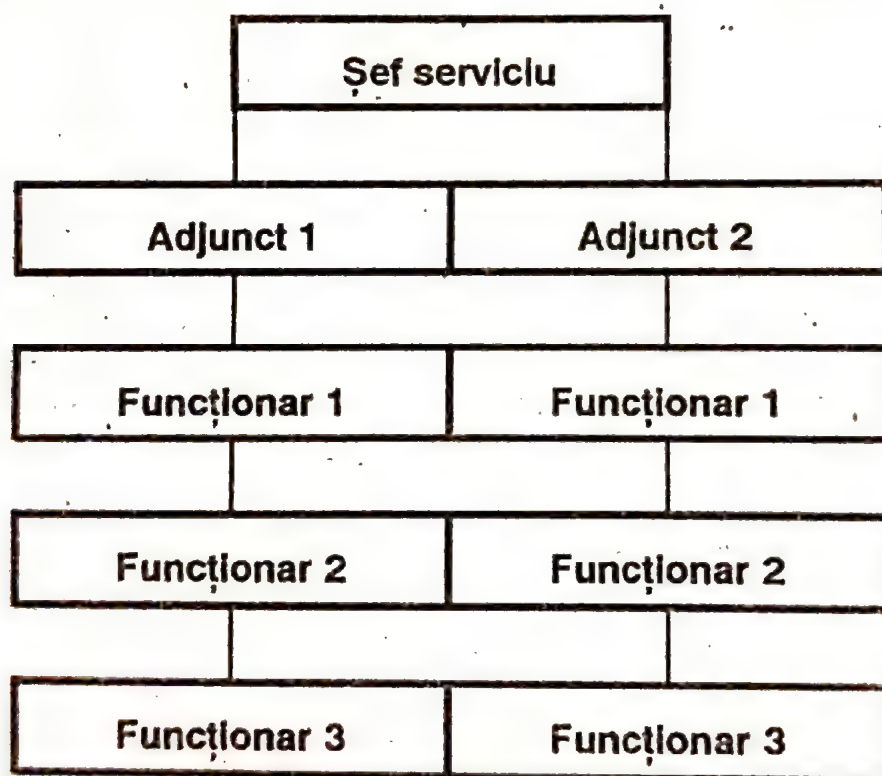 Șef serviciu
Adjunct 1 Adjunct 2
Funcționar 1 Funcționar 1
Funcționar 2 Funcționar 2
Funcționar 3 Funcționar 3